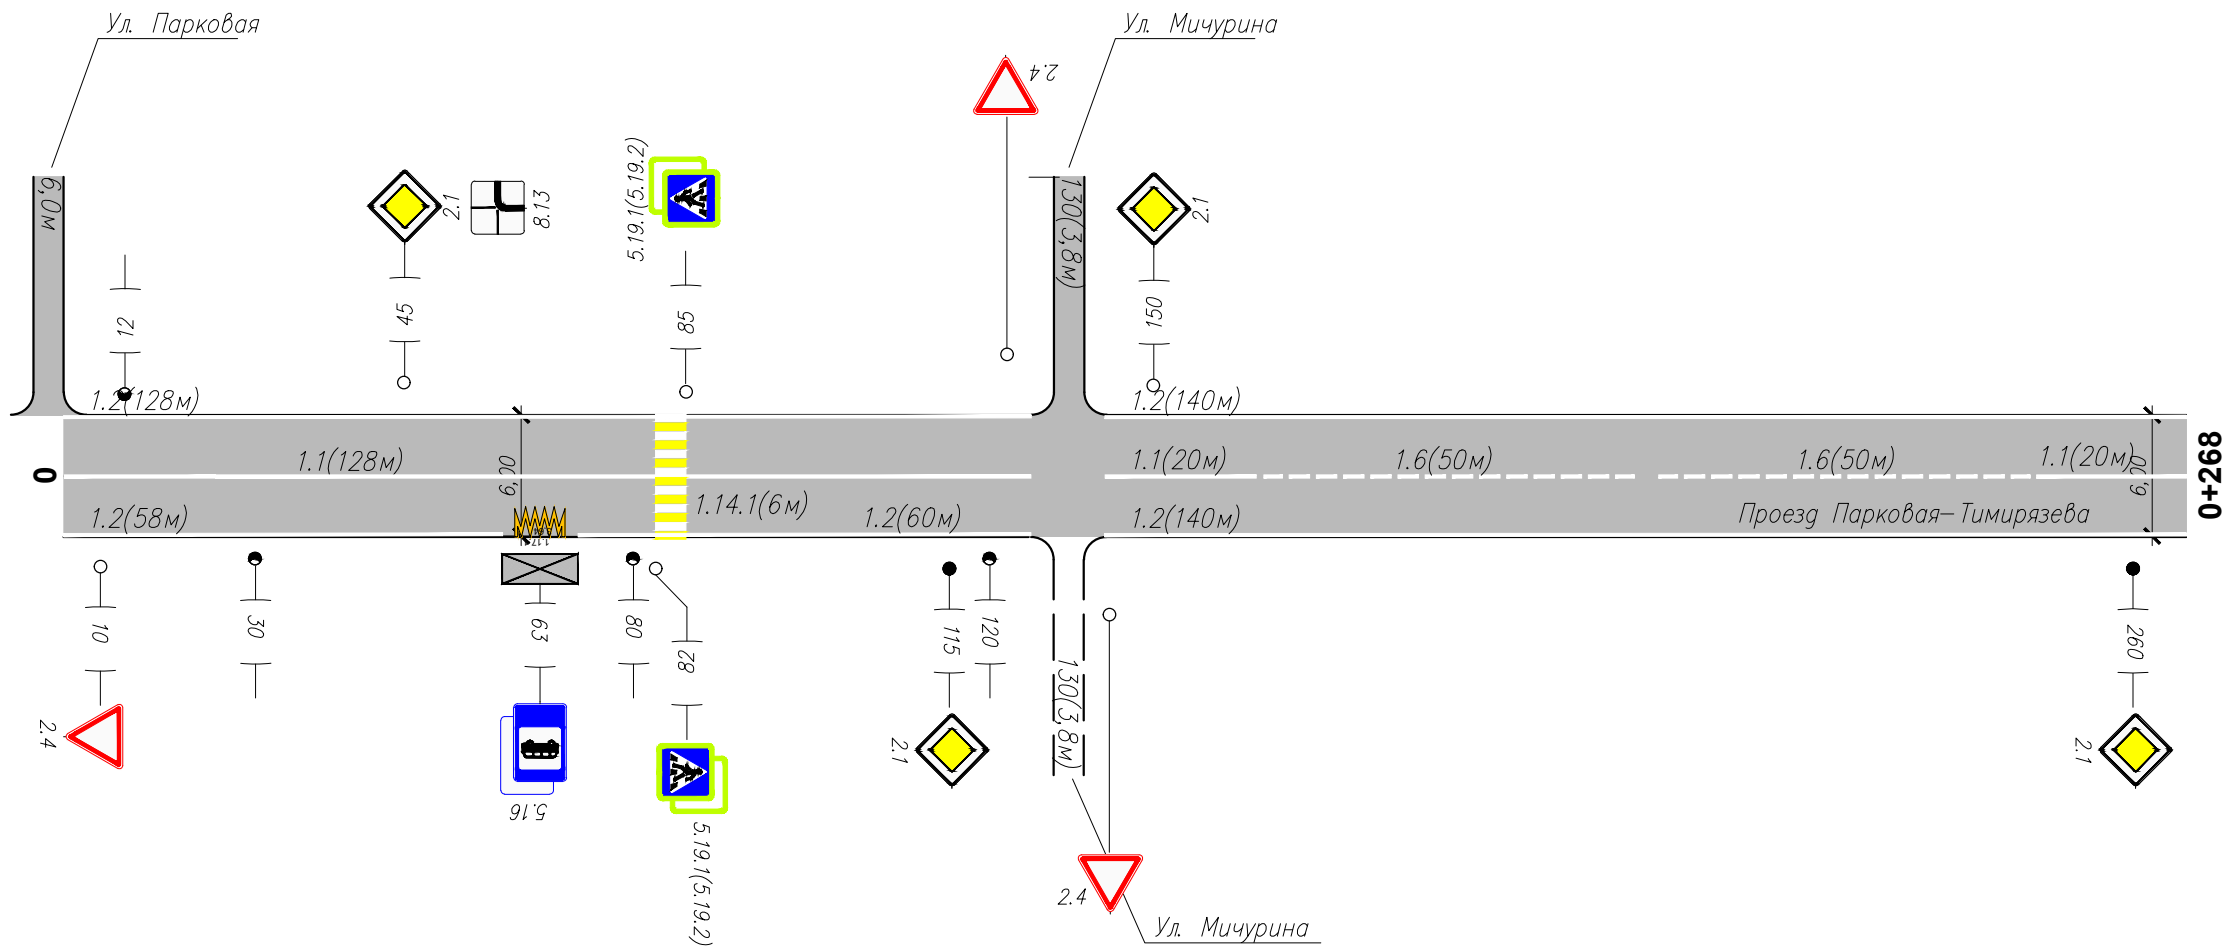 Ул. Парковая
Ул. Мичурина
2.4
6,0м
2.1
8.13
5.19.1(5.19.2)
130(3,8м)
2.1
12
45
85
150
1.2(128м)
1.2(140м)
0
1.1(128м)
6,00
1.1(20м)
1.6(50м)
1.6(50м)
1.1(20м)
6,00
0+268
1.2(58м)
1.17
1.14.1(6м)
1.2(60м)
1.2(140м)
Проезд Парковая-Тимирязева
10
30
63
80
82
115
120
130(3,8м)
260
2.4
5.16
2.1
2.1
5.19.1(5.19.2)
2.4
Ул. Мичурина